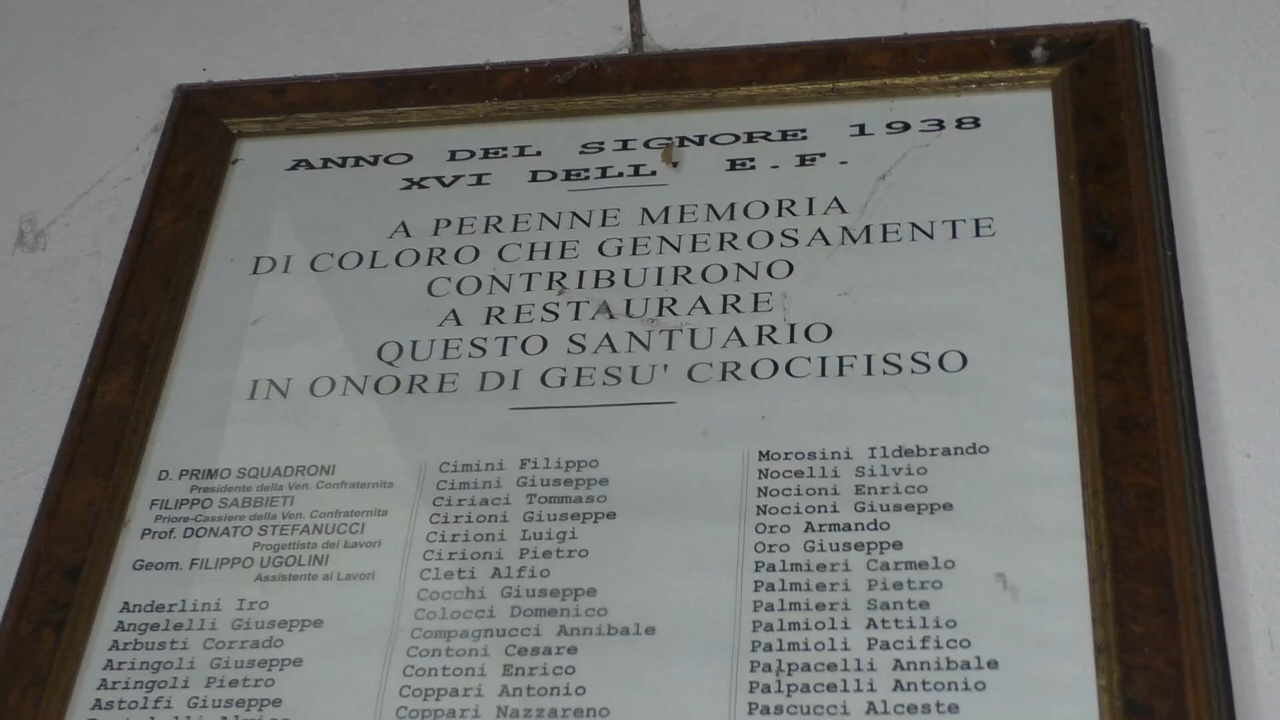 ANNO DEL SIGNORE 1938
XVI DELL' E.F.
A PERENNE MEMORIA
DI COLORO CHE GENEROSAMENTE
CONTRIBUIRONO
A RESTAURARE
QUESTO SANTUARIO
IN ONORE DI GESU' CROCIFISSO
D. PRIMO SQUADRONI
Presidente della Ven. Confraternita
FILIPPO SABBIETI
Priore-Cassiere della Ven. Confraternita
Prof. DONATO STEFANUCCI
Progettista dei Lavori
Geom. FILIPPO UGOLINI
Assistente ai Lavori
Anderlini Iro
Angelelli Giuseppe
Arbusti Corrado
Aringoli Giuseppe
Aringoli Pietro
Astolfi Giuseppe
Cimini Filippo
Cimini Giuseppe
Ciriaci Tommaso
Cirioni Giuseppe
Cirioni Luigi
Cirioni Pietro
Cleti Alfio
Cocchi Giuseppe
Colocci Domenico
Compagnucci Annibale
Contoni Cesare
Contoni Enrico
Coppari Antonio
Coppari Nazzareno
Morosini Ildebrando
Nocelli Silvio
Nocioni Enrico
Nocioni Giuseppe
Oro Armando
Oro Giuseppe
Palmieri Carmelo
Palmieri Pietro
Palmieri Sante
Palmioli Attilio
Palmioli Pacifico
Palpacelli Annibale
Palpacelli Antonio
Pascucci Alceste